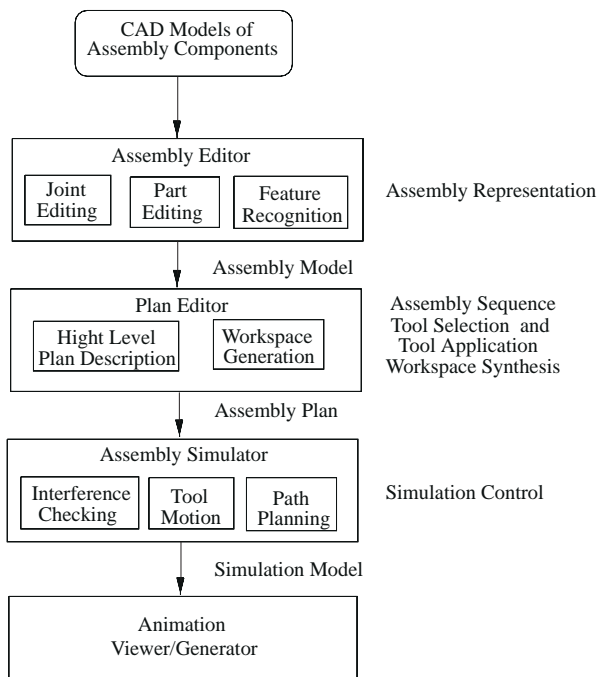 CAD Models of
Assembly Components
Assembly Editor
Joint
Editing
Part
Editing
Feature
Recognition
Assembly Representation
Assembly Model
Plan Editor
Hight Level
Plan Description
Workspace
Generation
Assembly Sequence
Tool Selection and
Tool Application
Workspace Synthesis
Assembly Plan
Assembly Simulator
Interference
Checking
Tool
Motion
Path
Planning
Simulation Control
Simulation Model
Animation
Viewer/Generator